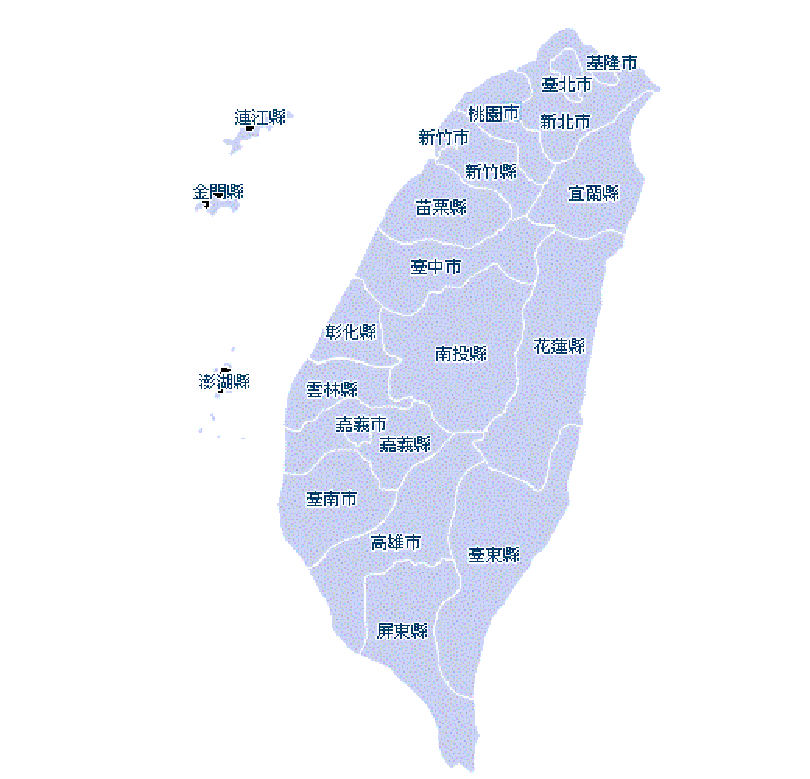 基隆市
臺北市
桃園市
新北市
連江縣
新竹市
新竹縣
金門縣
宜蘭縣
苗栗縣
臺中市
彰化縣
花蓮縣
南投縣
澎湖縣
雲林縣
嘉義市
嘉義縣
臺南市
高雄市
臺東縣
屏東縣